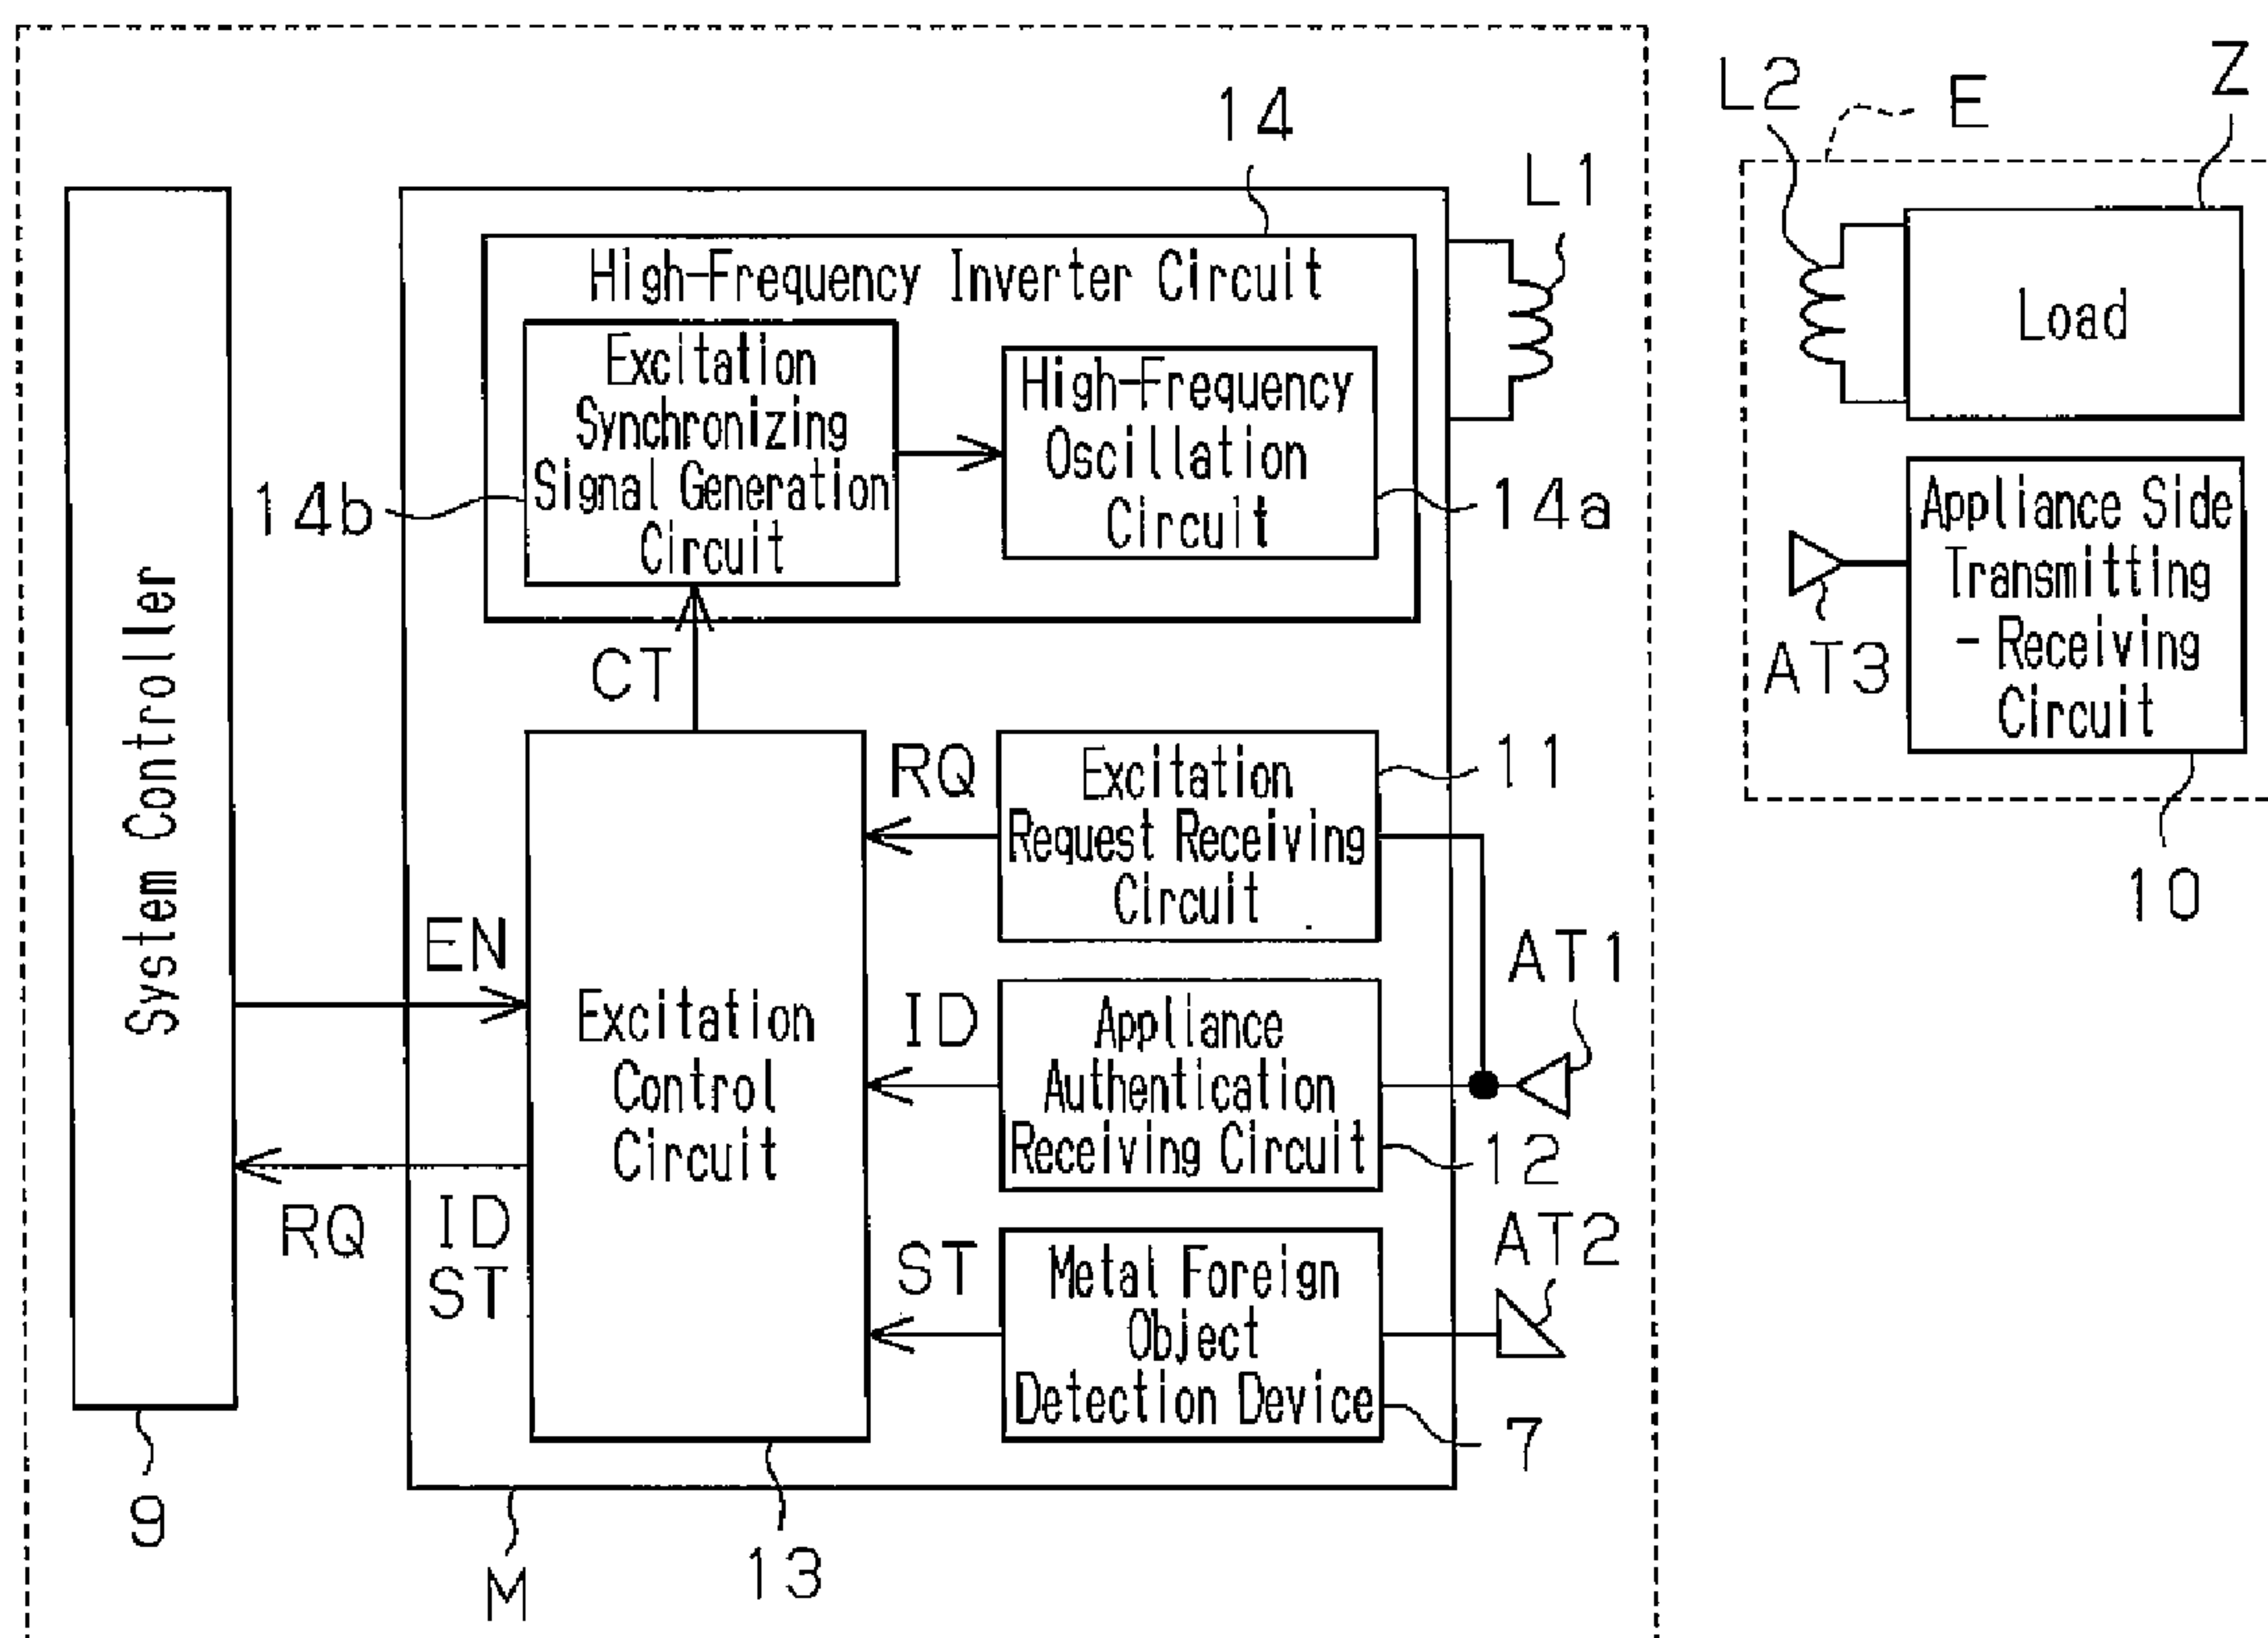 14
L1
High-Frequency Inverter Circuit
Excitation
Synchronizing
Signal Generation
Circuit
14b
High-Frequency
Oscillation
Circuit
14a
CT
System Controller
9
EN
RQ
ID
ST
Excitation
Control
Circuit
13
M
RQ
Excitation
Request Receiving
Circuit
11
ID
Appliance
Authentication
Receiving Circuit
12
AT1
ST
Metal Foreign
Object
Detection Device
7
AT2
L2
E
Z
Load
Appliance Side
Transmitting
- Receiving
Circuit
AT3
10